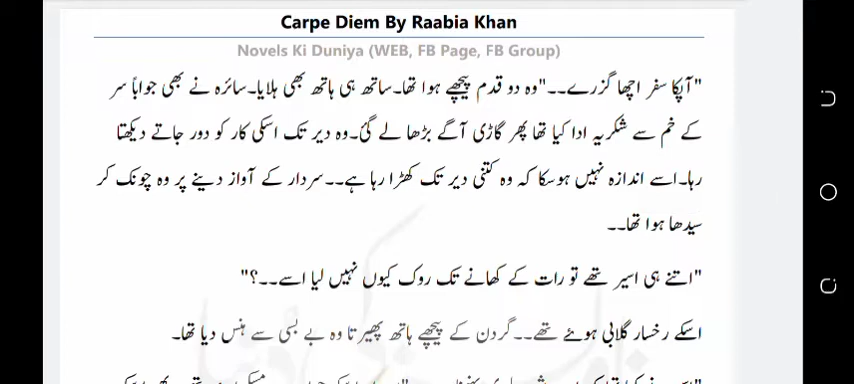 Carpe Diem By Raabia Khan
Novels Ki Duniya (WEB, FB Page, FB Group)
"آپکا سفر اچھا گزرے۔۔"وہ دو قدم پیچھے ہوا تھا۔ساتھ ہی ہاتھ بھی ہلایا۔سائرہ نے بھی جواباً سر
کے خم سے شکریہ ادا کیا تھا پھر گاڑی آگے بڑھا لے گئ۔وہ دیر تک اسکی کار کو دور جاتے دیکھتا
رہا۔اسے اندازہ نہیں ہوسکا کہ وہ کتنی دیر تک کھڑا رہا ہے۔۔سردار کے آواز دینے پر وہ چونک کر
سیدھا ہوا تھا۔۔
"اتنے ہی اسیر تھے تو رات کے کھانے تک روک کیوں نہیں لیا اسے۔۔؟"
اسکے رخسار گلابی ہوۓ تھے۔۔گردن کے پیچھے ہاتھ پھیرتا وہ بے بسی سے ہنس دیا تھا۔